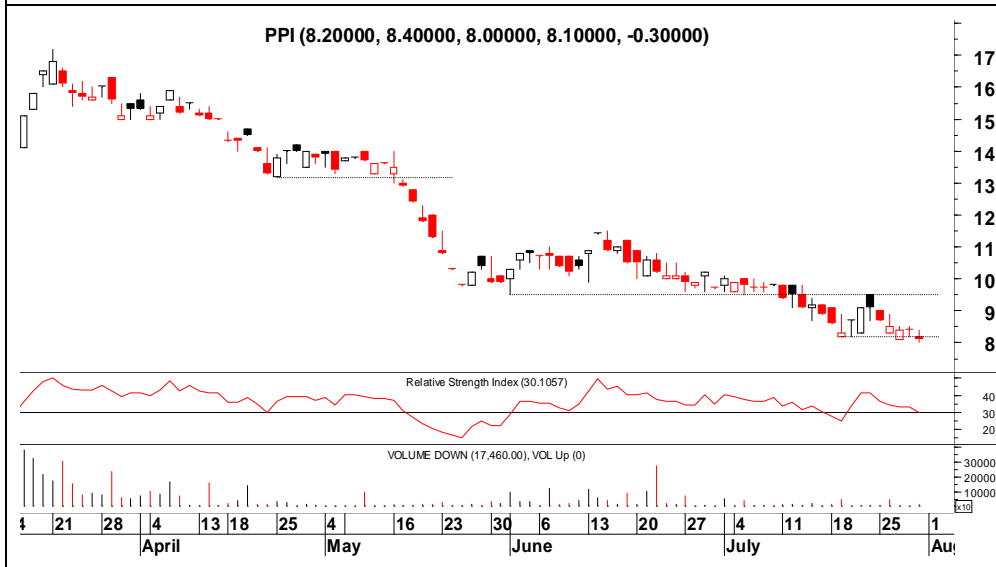 PPI (8.20000, 8.40000, 8.00000, 8.10000, -0.30000)
17
16
15
14
13
12
11
10
9
8
Relative Strength Index (30.1057)
40
30
20
VOLUME DOWN (17,460.00), VOL Up (0)
30000
20000
10000
x10
4 21 28 4 13 18 25 4 16 23 30 6 13 20 27 4 11 18 25 1
April May June July Aug